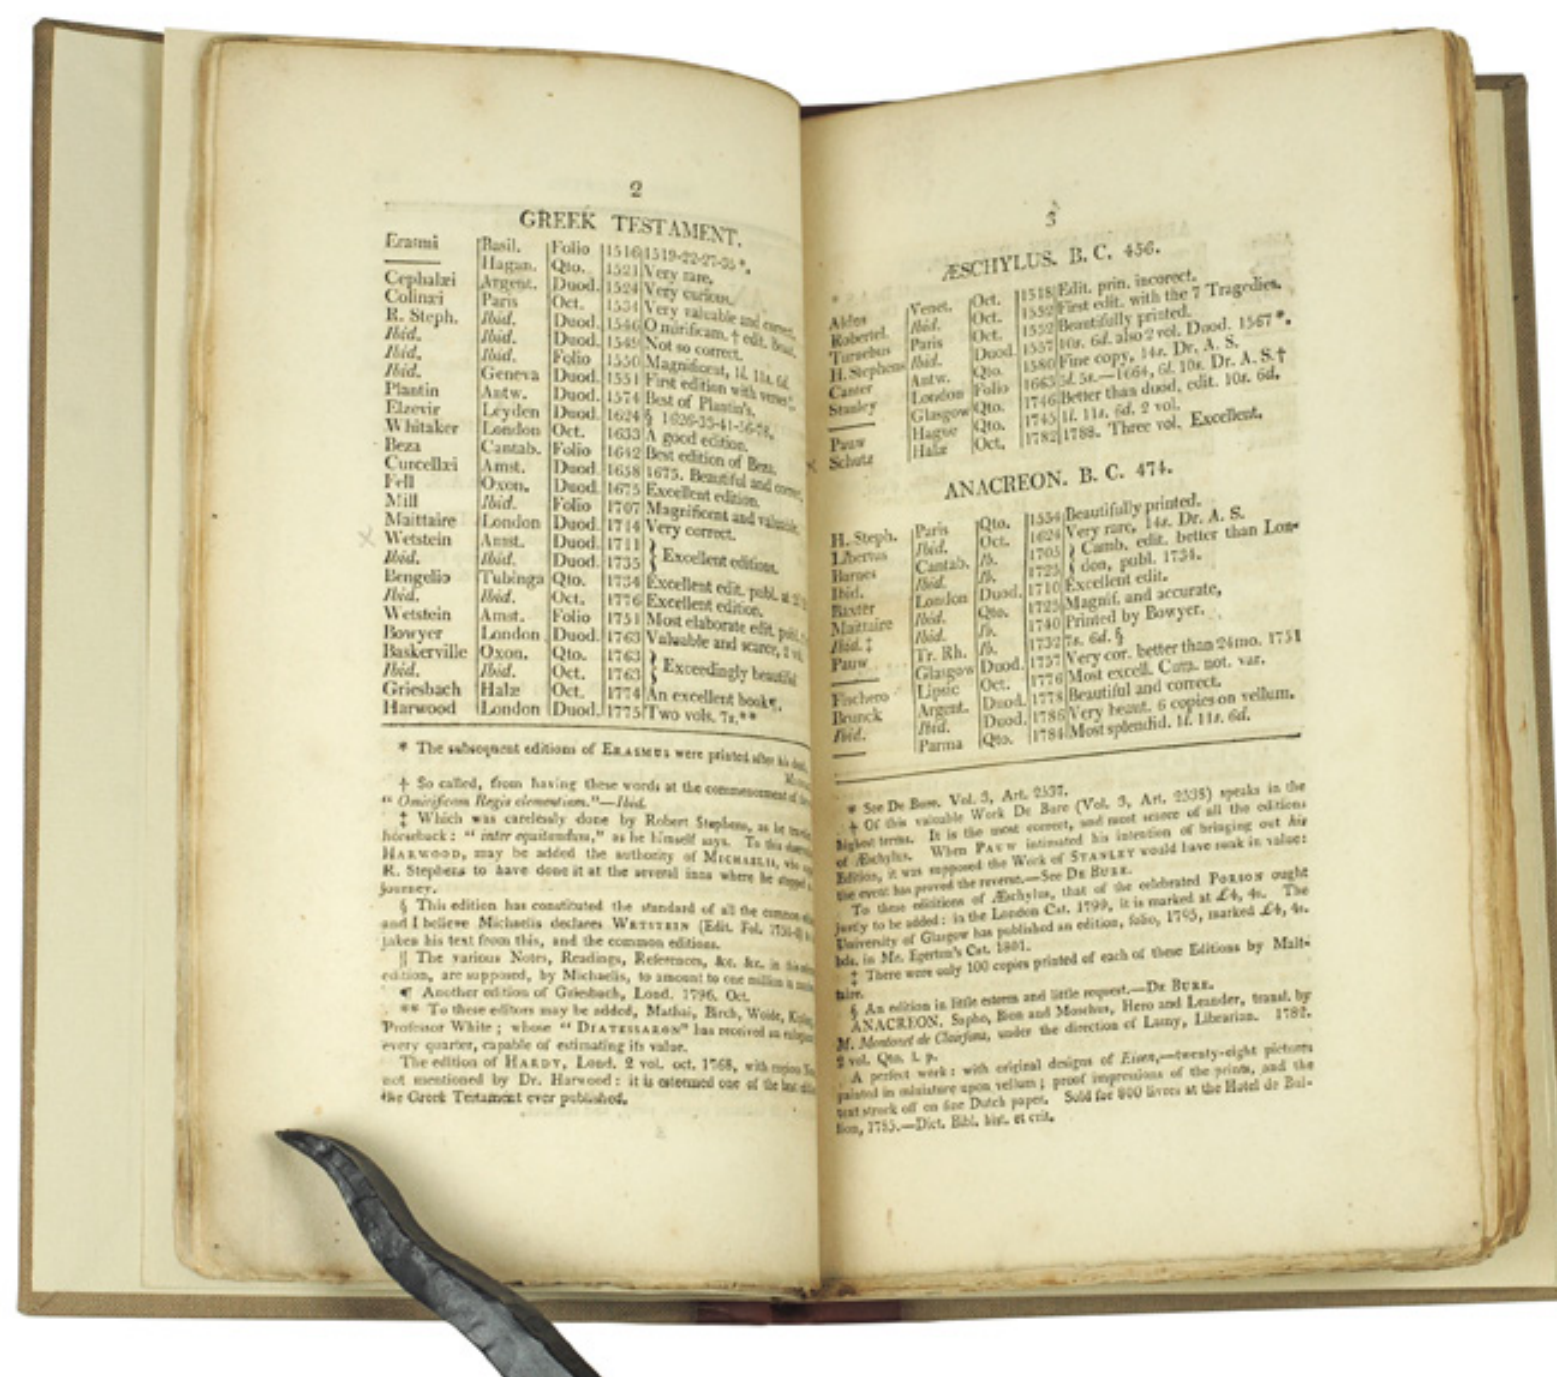 2
GREEK TESTAMENT.
Erasmi Basil. Folio 1516 1519-22-27-35 *.
—— Hagan. Qto. 1521 Very rare.
Cephalæi Argent. Duod. 1524 Very curious.
Colinæi Paris Oct. 1534 Very valuable and correct.
R. Steph. Ibid. Duod. 1546 O mirificam. † edit. beau.
Ibid. Ibid. Duod. 1549 Not so correct.
Ibid. Ibid. Folio 1550 Magnificent, 1l. 11s. 6d.
Ibid. Geneva Duod. 1551 First edition with verses
Plantin Antw. Duod. 1574 Best of Plantin's.
Elzevir Leyden Duod. 1624 § 1626-33-41-56-78.
Whitaker London Oct. 1633 A good edition.
Beza Cantab. Folio 1642 Best edition of Beza.
Curcellæi Amst. Duod. 1658 1675. Beautiful and correct.
Fell Oxon. Duod. 1675 Excellent edition.
Mill Ibid. Folio 1707 Magnificent and valuable.
Maittaire London Duod. 1714 Very correct.
Wetstein Amst. Duod. 1711
Ibid. Ibid. Duod. 1735 } Excellent editions.
Bengelio Tubinga Qto. 1734 Excellent edit. publ. at
Ibid. Ibid. Oct. 1776 Excellent edition.
Wetstein Amst. Folio 1751 Most elaborate edit.
Bowyer London Duod. 1763 Valuable and scarce, 2
Baskerville Oxon. Qto. 1763
Ibid. Ibid. Oct. 1763 } Exceedingly beautiful
Griesbach Halæ Oct. 1774 An excellent book¶.
Harwood London Duod. 1775 Two vols. 7s.**
* The subsequent editions of ERASMUS were printed after his
† So called, from having these words at the commencement of
"O mirificam Regis clementiam."—Ibid.
‡ Which was carelessly done by Robert Stephens, as he
horseback: "inter equitandum," as he himself says. To this
HARWOOD, may be added the authority of MICHAELIS, who
R. Stephens to have done it at the several inns where he stopped
journey.
§ This edition has constituted the standard of all the common
and I believe Michaelis declares WETSTEIN (Edit. Fol.
taken his text from this, and the common editions.
|| The various Notes, Readings, References, &c. &c. in this
edition, are supposed, by Michaelis, to amount to one million
¶ Another edition of Griesbach, Lond. 1796. Oct.
** To these editors may be added, Mathai, Birch, Woide,
Professor White; whose "DIATESSARON" has received an
every quarter, capable of estimating its value.
The edition of HARDY, Lond. 2 vol. oct. 1768, with
not mentioned by Dr. Harwood: it is esteemed one of the best
the Greek Testament ever published.
3
ÆSCHYLUS. B. C. 456.
Aldus Venet. Oct. 1518 Edit. prin. incorect.
Robertel. Ibid. Oct. 1552 First edit. with the 7 Tragedies.
Turnebus Paris Oct. 1552 Beautifully printed.
H. Stephens Ibid. Duod. 1557 10s. 6d. also 2 vol. Duod. 1567 *.
Canter Antw. Qto. 1580 Fine copy, 14s. Dr. A. S.
Stanley London Folio 1663 5l. 5s.—1664, 6l. 10s. Dr. A. S.†
—— Glasgow Qto. 1746 Better than duod. edit. 10s. 6d.
Pauw Hague Qto. 1745 1l. 11s. 6d. 2 vol.
Schutz Halæ Oct. 1782 1788. Three vol. Excellent.
ANACREON. B. C. 474.
H. Steph. Paris Qto. 1554 Beautifully printed.
Libertus Ibid. Oct. 1624 Very rare, 14s. Dr. A. S.
Barnes Cantab. Ib. 1705 } Camb. edit. better than Lon-
Ibid. Ibid. Ib. 1725 } don, publ. 1734.
Baxter London Duod. 1710 Excellent edit.
Maittaire Ibid. Qto. 1725 Magnif. and accurate,
Ibid.‡ Ibid. Ib. 1740 Printed by Bowyer.
Pauw Tr. Rh. Ib. 1732 7s. 6d. §
—— Glasgow Duod. 1757 Very cor. better than 24mo. 1751
Fischero Lipsic Oct. 1776 Most excell. Cum. not. var.
Brunck Argent. Duod. 1778 Beautiful and correct.
Ibid. Ibid. Duod. 1786 Very beaut. 6 copies on vellum.
—— Parma Qto. 1784 Most splendid. 1l. 11s. 6d.
* See De Bure. Vol. 3, Art. 2537.
† Of this valuable Work De Bure (Vol. 3, Art. 2538) speaks in the
highest terms. It is the most correct, and most scarce of all the editions
of Æschylus. When PAUW intimated his intention of bringing out his
Edition, it was supposed the Work of STANLEY would have sunk in value:
the event has proved the reverse.—See DE BURE.
To these editions of Æschylus, that of the celebrated PORSON ought
justly to be added: in the London Cat. 1799, it is marked at £4, 4s. The
University of Glasgow has published an edition, folio, 1795, marked £4, 4s.
bds. in Mr. Egerton's Cat. 1801.
‡ There were only 100 copies printed of each of these Editions by Mait-
taire.
§ An edition in little esteem and little request.—DE BURE.
ANACREON, Sapho, Bion and Moschus, Hero and Leander, transl. by
M. Moutonet de Clairfons, under the direction of Lamy, Librarian. 1782.
2 vol. Qto. l. p.
A perfect work: with original designs of Eisen,—twenty-eight pictures
painted in miniature upon vellum; proof impressions of the prints, and the
text struck off on fine Dutch paper. Sold for 800 livres at the Hotel de Bul-
lion, 1785.—Dict. Bibl. hist. et crit.